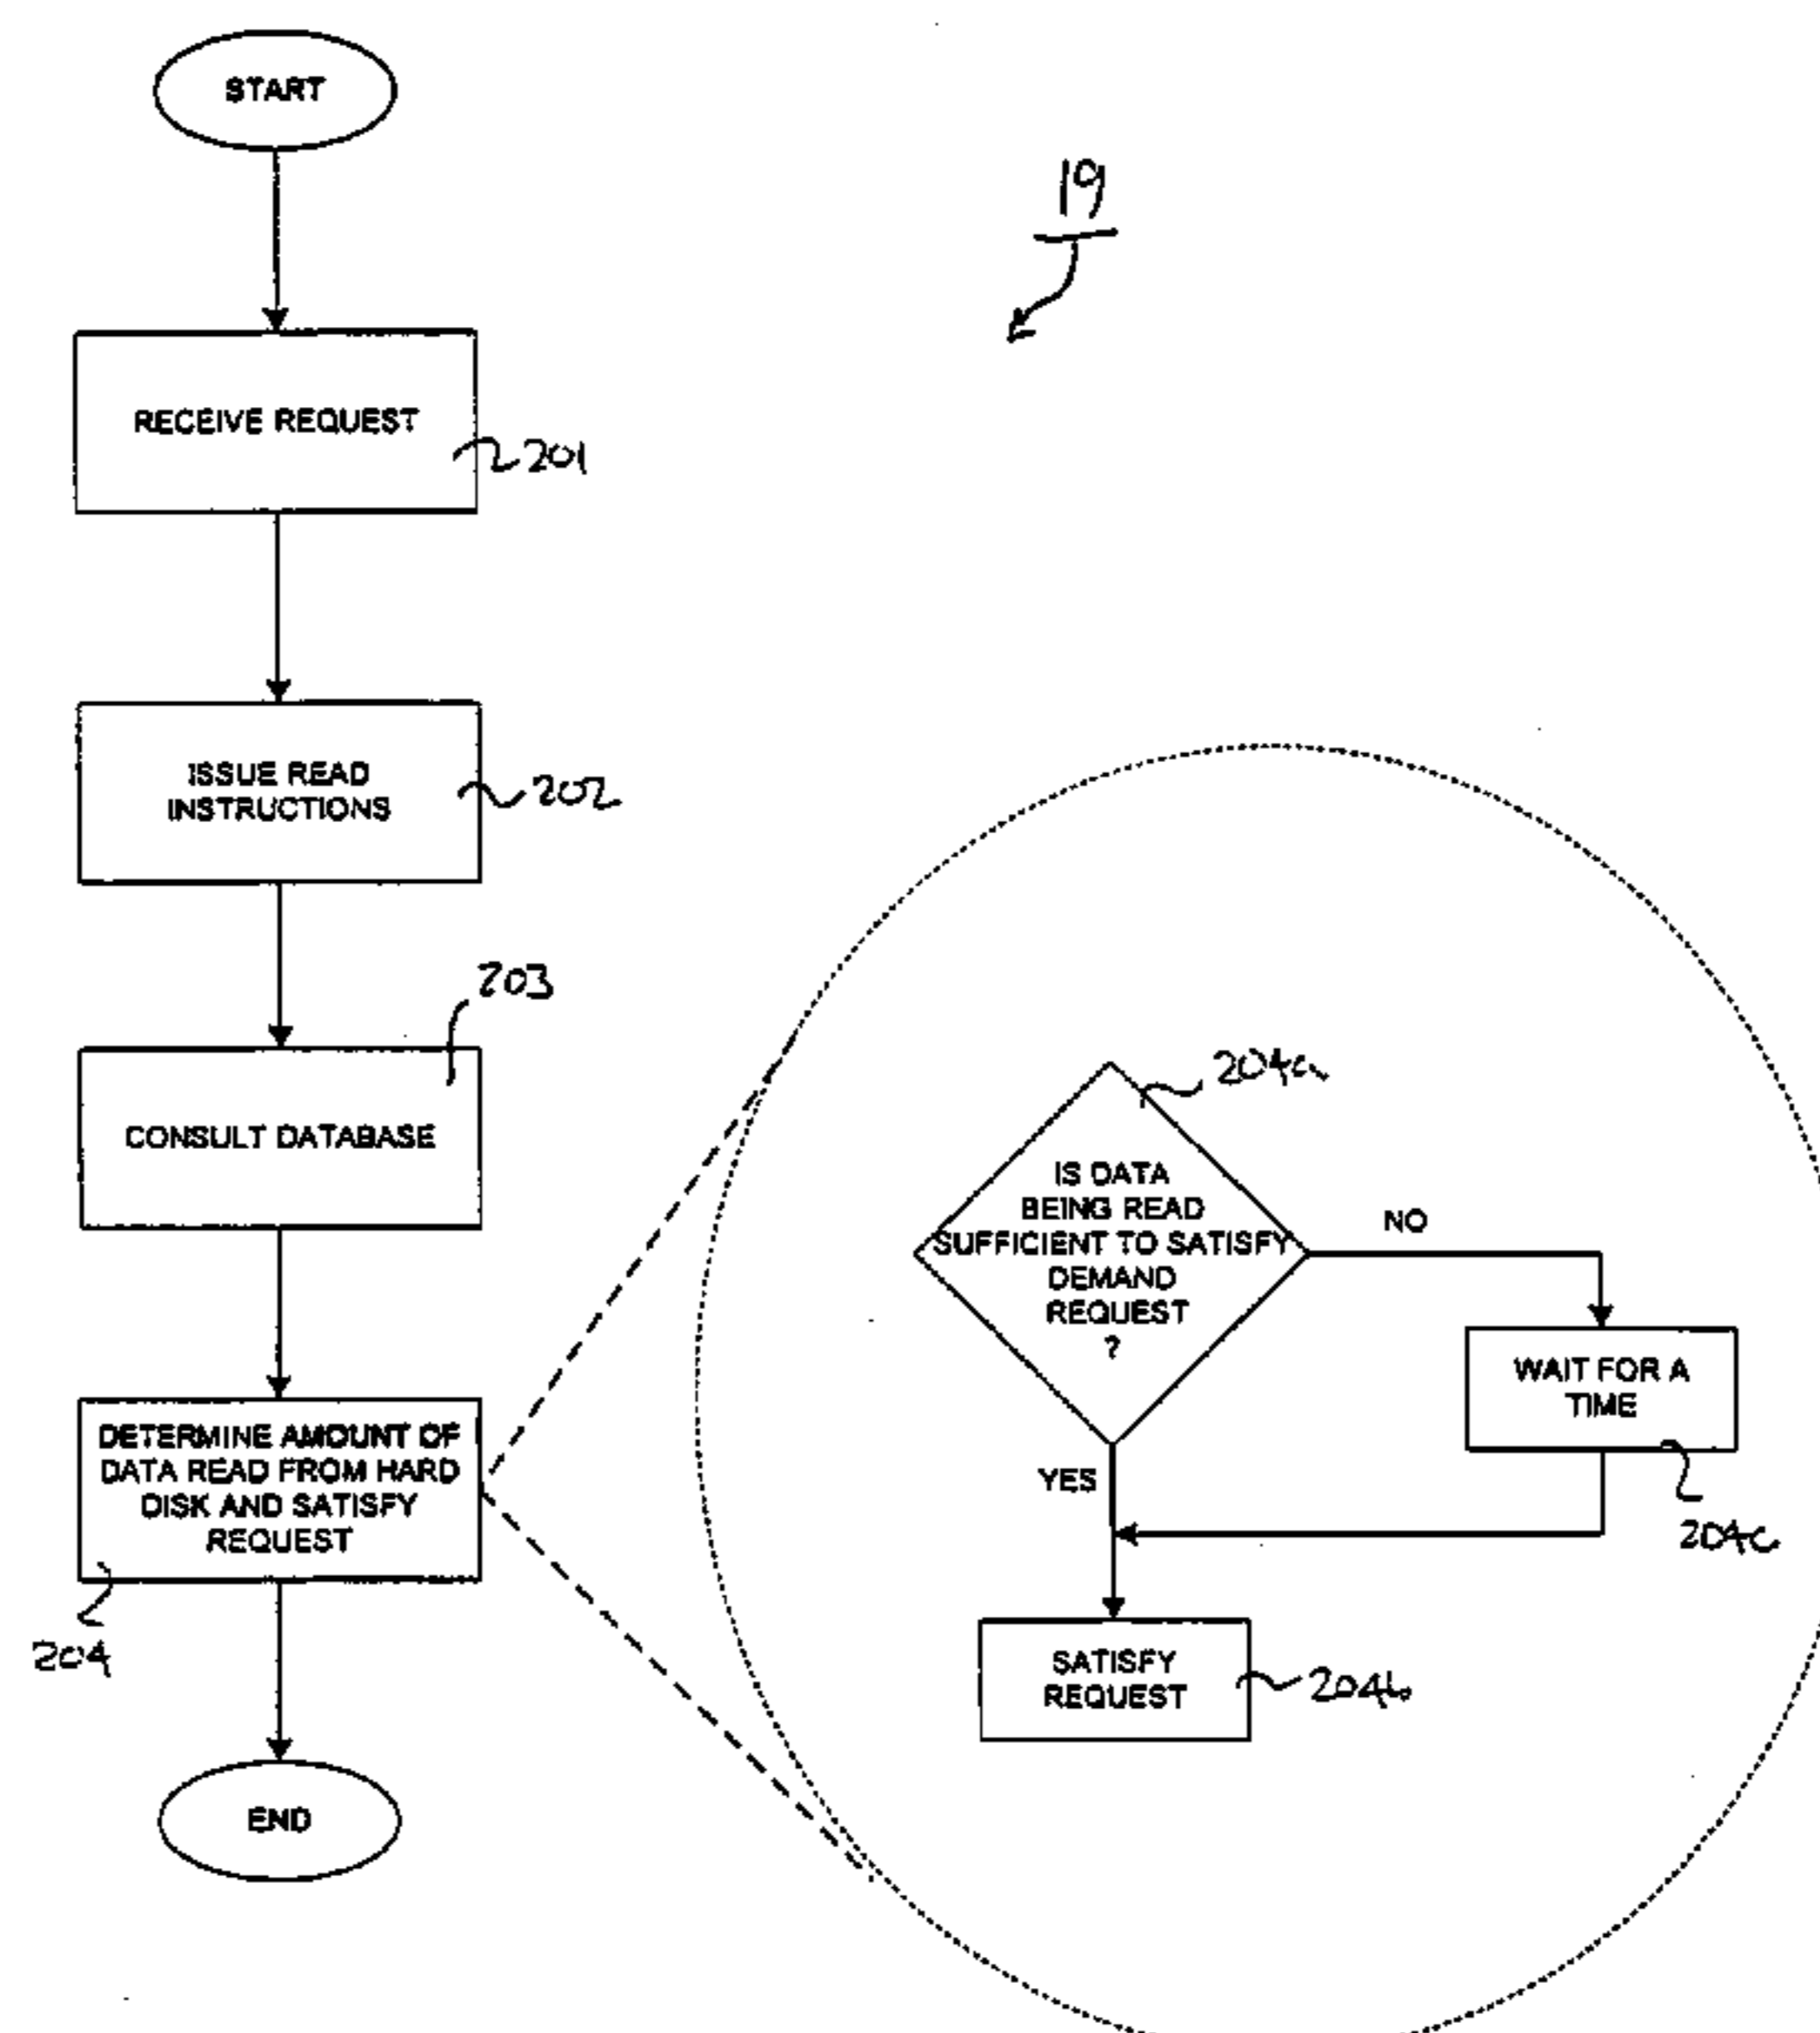 START
19
RECEIVE REQUEST
201
ISSUE READ
INSTRUCTIONS
202
203
CONSULT DATABASE
DETERMINE AMOUNT OF
DATA READ FROM HARD
DISK AND SATISFY
REQUEST
204
END
204a
IS DATA
BEING READ
SUFFICIENT TO SATISFY
DEMAND
REQUEST
?
NO
WAIT FOR A
TIME
204c
YES
SATISFY
REQUEST
204b